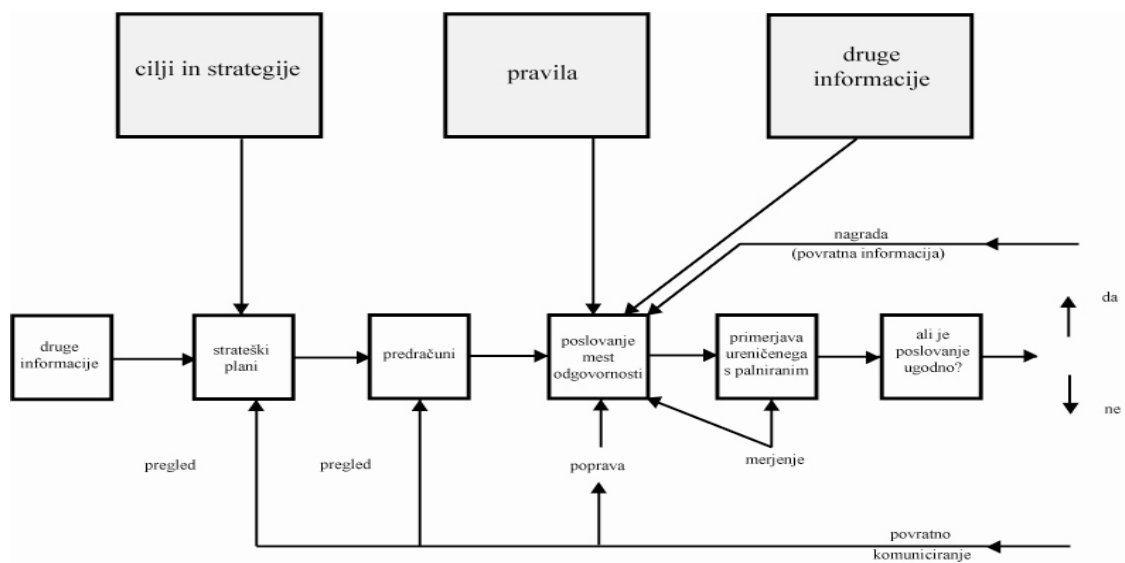 cilji in strategije
pravila
druge
informacije
nagrada
(povratna informacija)
da
druge
informacije
strateški
plani
predračuni
poslovanje
mest
odgovornosti
primerjava
ureničenega
s palniranim
ali je
poslovanje
ugodno?
ne
pregled
pregled
poprava
merjenje
povratno
komuniciranje